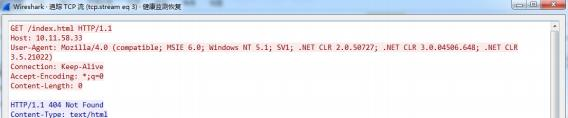 Wireshark · 追踪 TCP 流 (tcp.stream eq 3) · 健康监测恢复
GET /index.html HTTP/1.1
Host: 10.11.58.33
User-Agent: Mozilla/4.0 (compatible; MSIE 6.0; Windows NT 5.1; SV1; .NET CLR 2.0.50727; .NET CLR 3.0.04506.648; .NET CLR
3.5.21022)
Connection: Keep-Alive
Accept-Encoding: *;q=0
Content-Length: 0
HTTP/1.1 404 Not Found
Content-Type: text/html